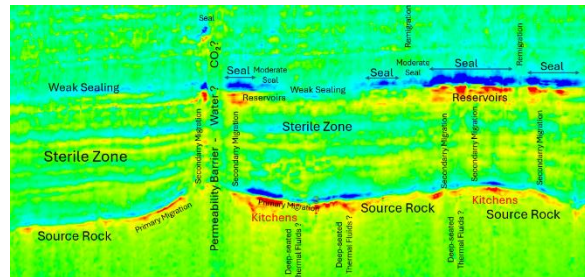 Seal
CO₂ ?
Remigration
Remigration
Seal
Moderate
Seal
Seal
Moderate
Seal
Seal
Seal
Weak Sealing
Weak Sealing
Water ?
Reservoirs
Reservoirs
Sterile Zone
Sterile Zone
Permeability Barrier -
Secondary Migration
Secondary Migration
Secondary Migration
Secondary Migration
Secondary Migration
Primary Migration
Primary Migration
Source Rock
Kitchens
Source Rock
Kitchens
Source Rock
Deep-seated
Thermal Fluids ?
Deep-seated
Thermal Fluids ?
Deep-seated
Thermal Fluids ?